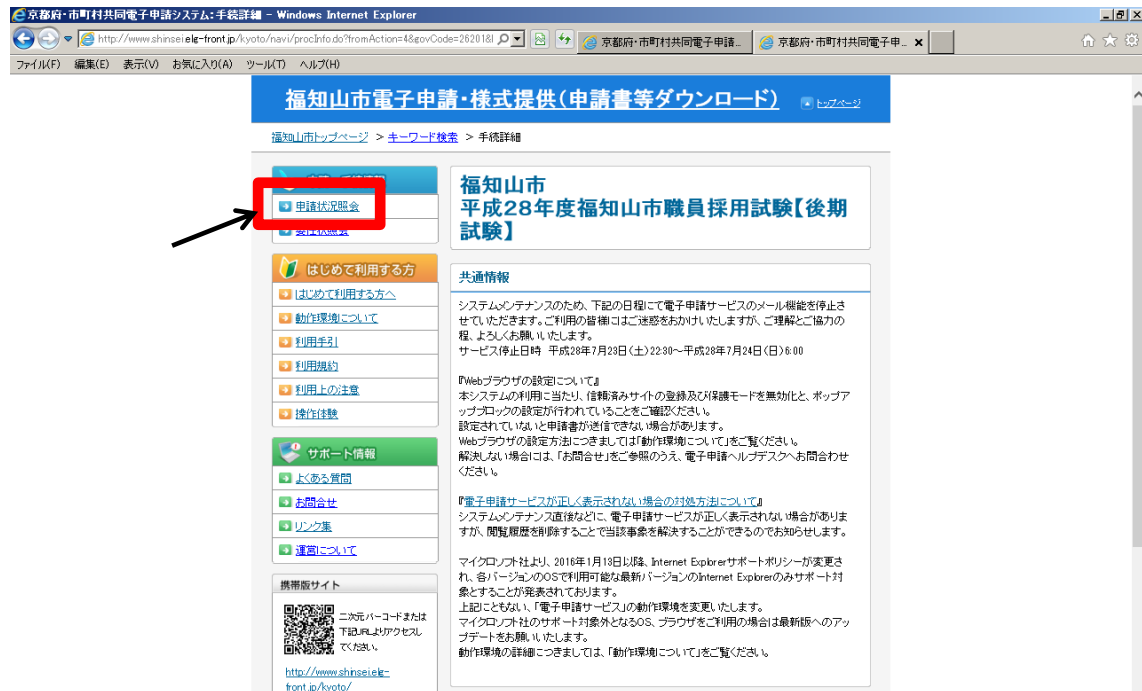 京都府・市町村共同電子申請システム:手続詳細 - Windows Internet Explorer
http://www.shinsei.elg-front.jp/kyoto/navi/procInfo.do?fromAction=4&govCode=26201&l
京都府・市町村共同電子申請...
京都府・市町村共同電子申...
ファイル(F) 編集(E) 表示(V) お気に入り(A) ツール(T) ヘルプ(H)
福知山市電子申請・様式提供(申請書等ダウンロード)
トップページ
福知山市トップページ > キーワード検索 > 手続詳細
申請状況照会
委任状照会
はじめて利用する方
はじめて利用する方へ
動作環境について
利用手引
利用規約
利用上の注意
操作体験
サポート情報
よくある質問
お問合せ
リンク集
運営について
携帯版サイト
二次元バーコードまたは
下記URLよりアクセスし
てください。
http://www.shinsei.elg-
front.jp/kyoto/
福知山市
平成28年度福知山市職員採用試験【後期
試験】
共通情報
システムメンテナンスのため、下記の日程にて電子申請サービスのメール機能を停止さ
せていただきます。ご利用の皆様にはご迷惑をおかけいたしますが、ご理解とご協力の
程、よろしくお願いいたします。
サービス停止日時 平成28年7月23日(土)22:30～平成28年7月24日(日)6:00
『Webブラウザの設定について』
本システムの利用に当たり、信頼済みサイトの登録及び保護モードを無効化と、ポップア
ップブロックの設定が行われていることをご確認ください。
設定されていないと申請書が送信できない場合があります。
Webブラウザの設定方法につきましては「動作環境について」をご覧ください。
解決しない場合には、「お問合せ」をご参照のうえ、電子申請ヘルプデスクへお問合わせ
ください。
『電子申請サービスが正しく表示されない場合の対処方法について』
システムメンテナンス直後などに、電子申請サービスが正しく表示されない場合がありま
すが、閲覧履歴を削除することで当該事象を解決することができるのでお知らせします。
マイクロソフト社より、2016年1月13日以降、Internet Explorerサポートポリシーが変更さ
れ、各バージョンのOSで利用可能な最新バージョンのInternet Explorerのみサポート対
象とすることが発表されております。
上記にともない、「電子申請サービス」の動作環境を変更いたします。
マイクロソフト社のサポート対象外となるOS、ブラウザをご利用の場合は最新版へのアッ
プデートをお願いいたします。
動作環境の詳細につきましては、「動作環境について」をご覧ください。